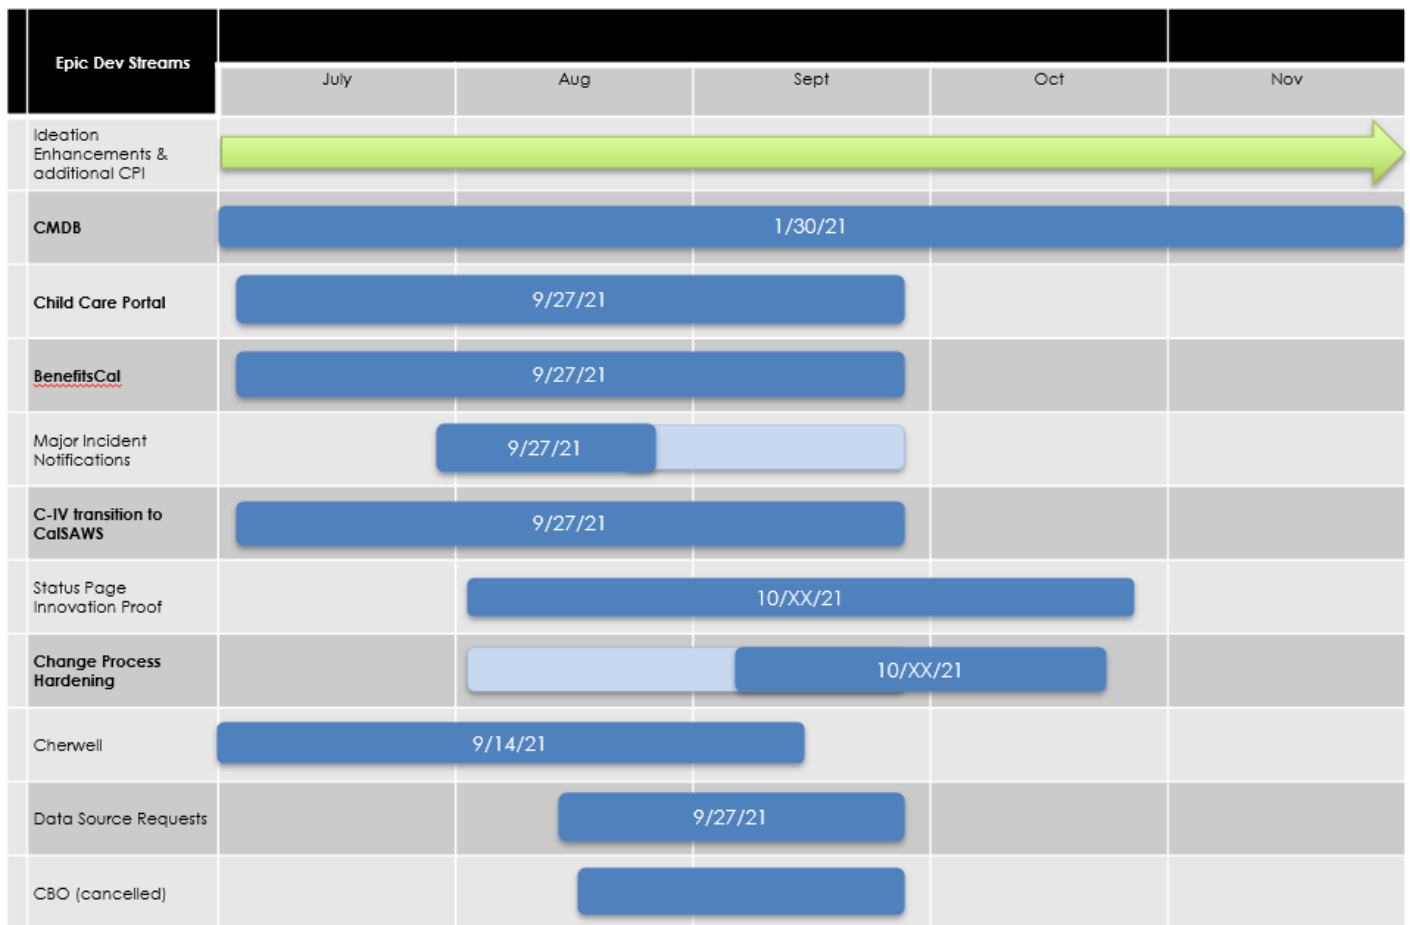 Epic Dev Streams
July Aug Sept Oct Nov
Ideation
Enhancements &
additional CPI
CMDB 1/30/21
Child Care Portal 9/27/21
BenefitsCal 9/27/21
Major Incident
Notifications 9/27/21
C-IV transition to
CalSAWS 9/27/21
Status Page
Innovation Proof 10/XX/21
Change Process
Hardening 10/XX/21
Cherwell 9/14/21
Data Source Requests 9/27/21
CBO (cancelled)